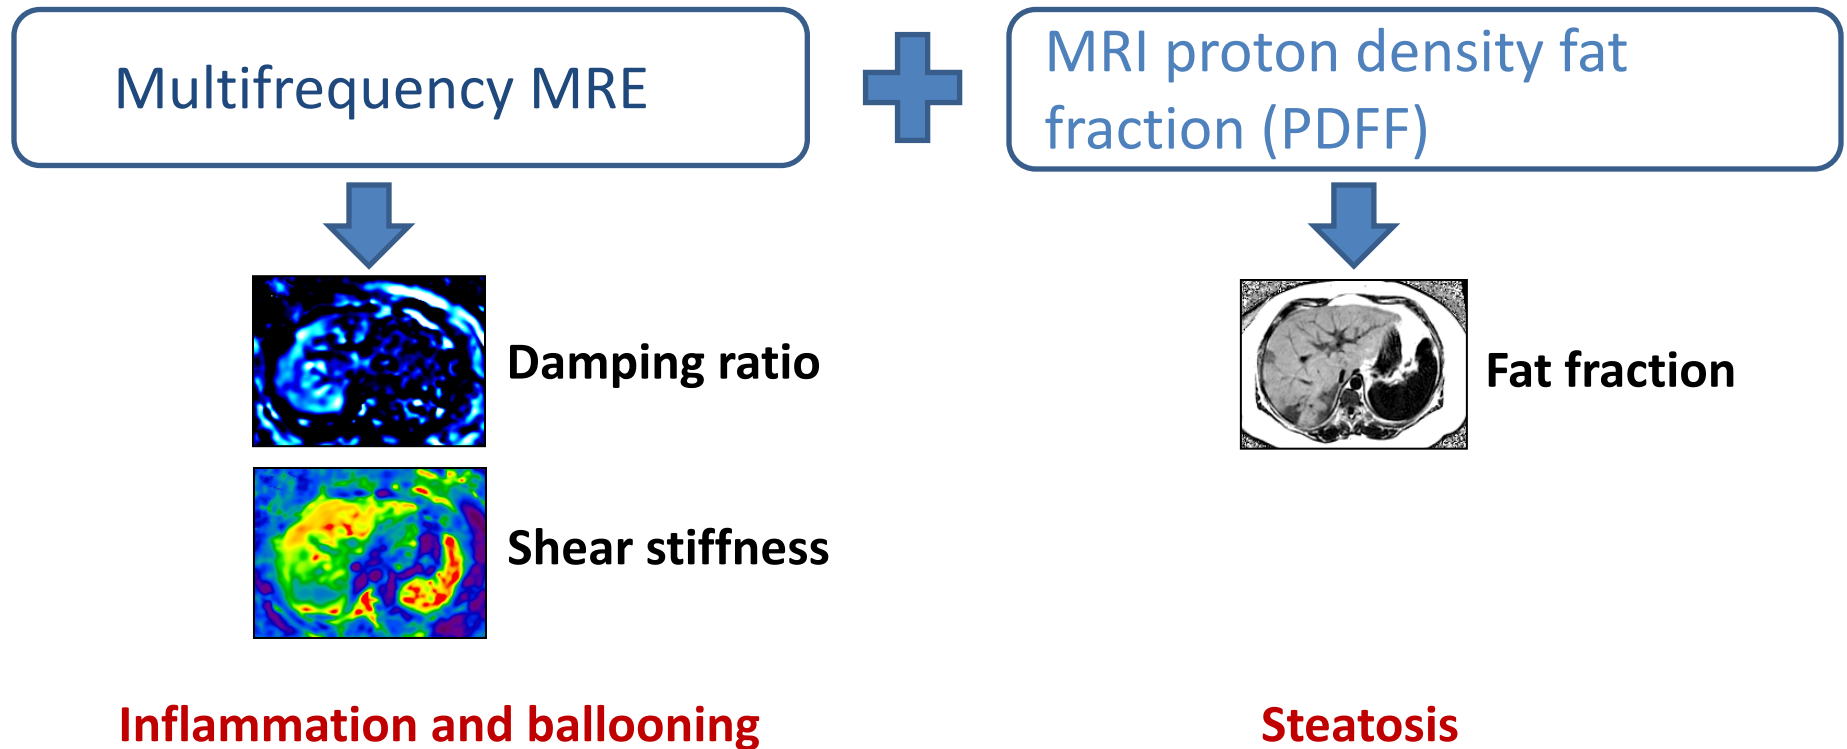 Multifrequency MRE
MRI proton density fat
fraction (PDFF)
Damping ratio
Fat fraction
Shear stiffness
Inflammation and ballooning
Steatosis